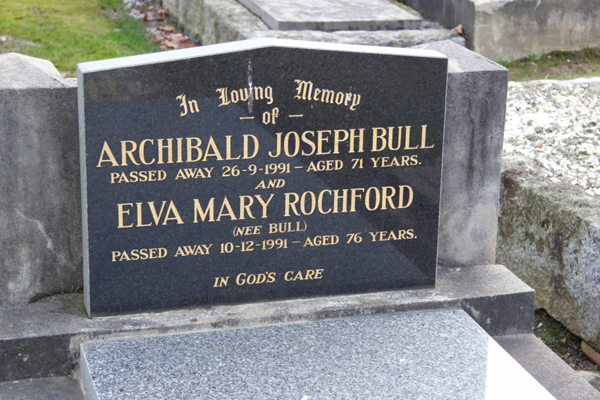 In Loving Memory
— of —
ARCHIBALD JOSEPH BULL
PASSED AWAY 26-9-1991 – AGED 71 YEARS.
AND
ELVA MARY ROCHFORD
(NEE BULL)
PASSED AWAY 10-12-1991 – AGED 76 YEARS.
IN GOD'S CARE